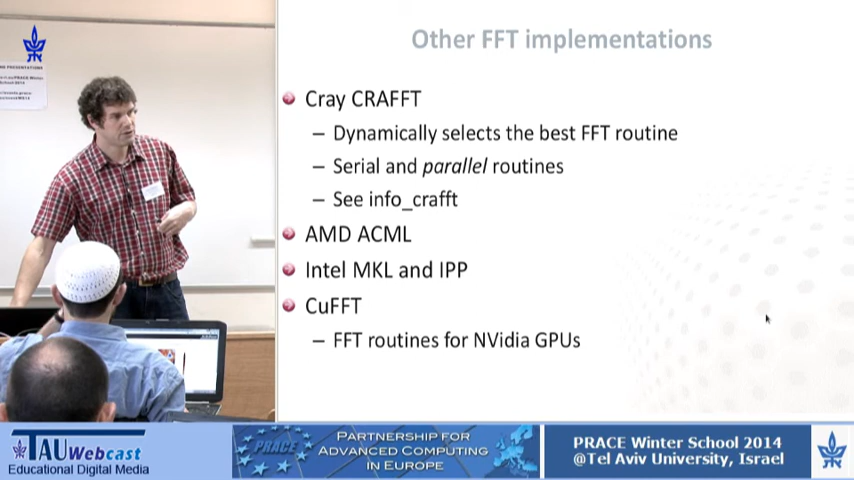 Other FFT implementations
Cray CRAFFT
– Dynamically selects the best FFT routine
– Serial and parallel routines
– See info_crafft
AMD ACML
Intel MKL and IPP
CuFFT
– FFT routines for NVidia GPUs
TAU Webcast
Educational Digital Media
PRACE
PARTNERSHIP FOR
ADVANCED COMPUTING
IN EUROPE
PRACE Winter School 2014
@Tel Aviv University, Israel